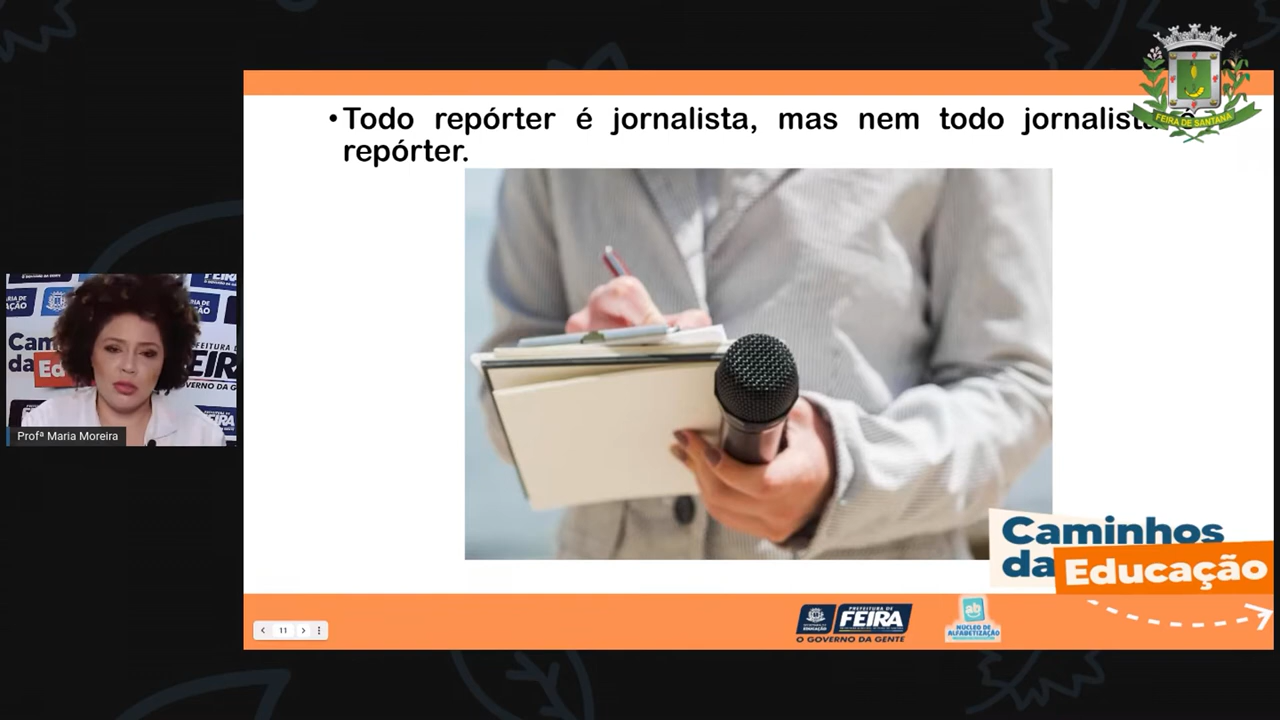 FEIRA DE SANTANA
•Todo repórter é jornalista, mas nem todo jornalista é
repórter.
Profª Maria Moreira
Caminhos
da Educação
11
PREFEITURA DE
FEIRA
O GOVERNO DA GENTE
EDUCAÇÃO
NÚCLEO DE
ALFABETIZAÇÃO